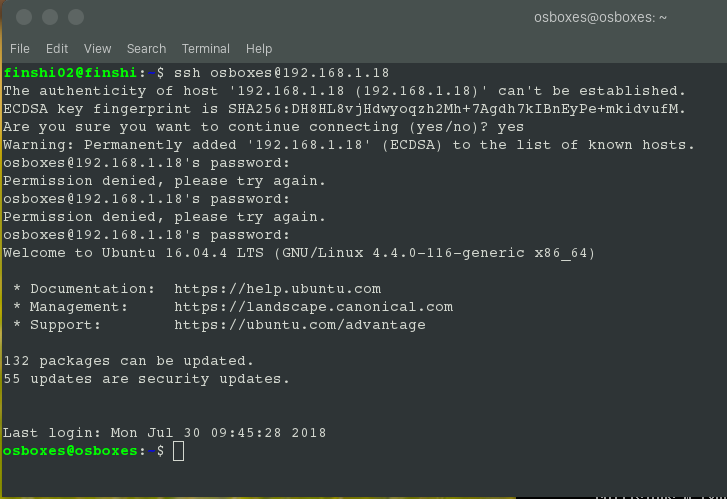 osboxes@osboxes: ~
File Edit View Search Terminal Help
finshi02@finshi:~$ ssh osboxes@192.168.1.18
The authenticity of host '192.168.1.18 (192.168.1.18)' can't be established.
ECDSA key fingerprint is SHA256:DH8HL8vjHdwyoqzh2Mh+7Agdh7kIBnEyPe+mkidvufM.
Are you sure you want to continue connecting (yes/no)? yes
Warning: Permanently added '192.168.1.18' (ECDSA) to the list of known hosts.
osboxes@192.168.1.18's password:
Permission denied, please try again.
osboxes@192.168.1.18's password:
Permission denied, please try again.
osboxes@192.168.1.18's password:
Welcome to Ubuntu 16.04.4 LTS (GNU/Linux 4.4.0-116-generic x86_64)
* Documentation: https://help.ubuntu.com
* Management: https://landscape.canonical.com
* Support: https://ubuntu.com/advantage
132 packages can be updated.
55 updates are security updates.
Last login: Mon Jul 30 09:45:28 2018
osboxes@osboxes:~$